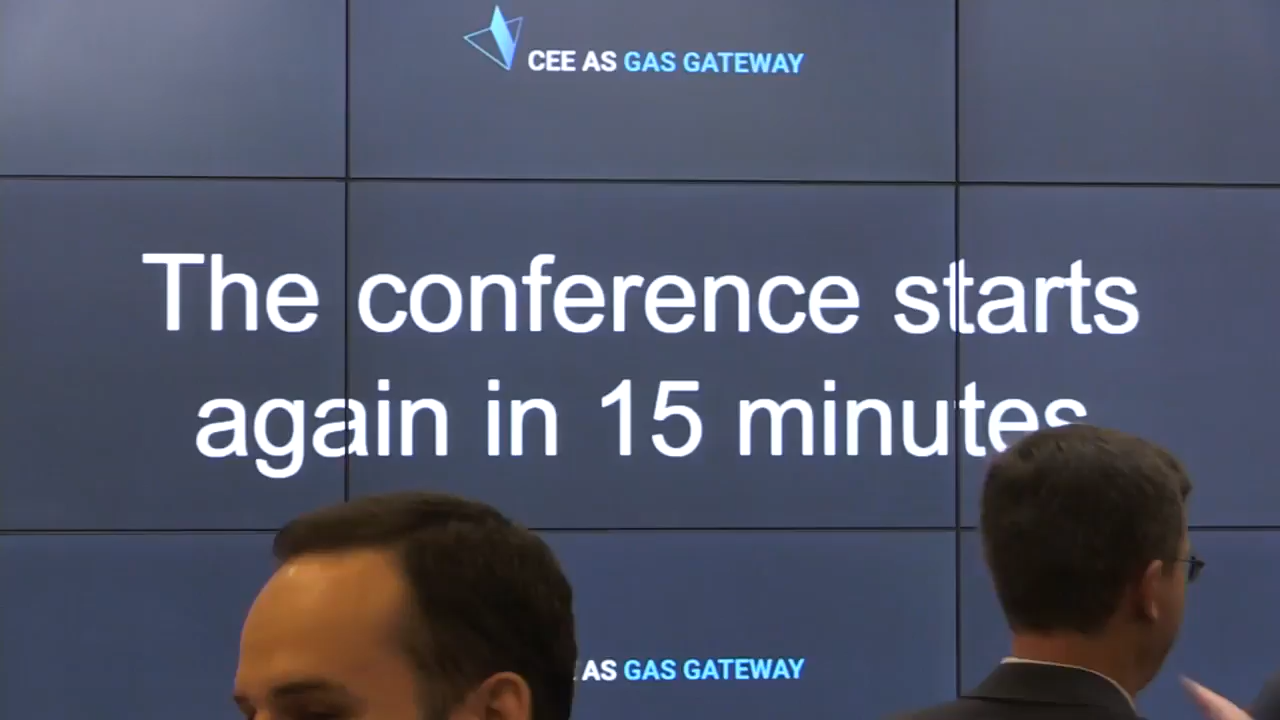 CEE AS GAS GATEWAY
The conference starts
again in 15 minutes
AS GAS GATEWAY